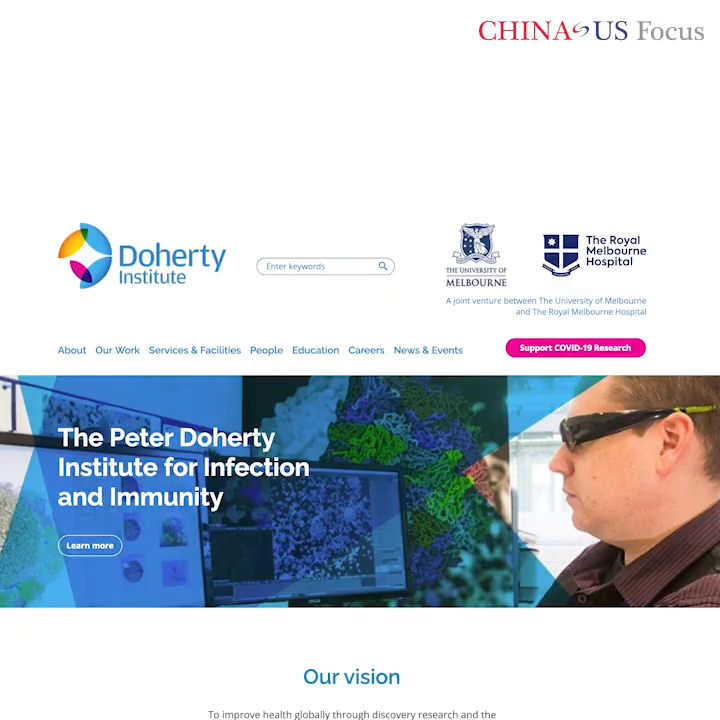 CHINA US Focus
Doherty
Institute
Enter keywords
THE UNIVERSITY OF
MELBOURNE
The Royal
Melbourne
Hospital
A joint venture between The University of Melbourne
and The Royal Melbourne Hospital
About Our Work Services & Facilities People Education Careers News & Events
Support COVID-19 Research
The Peter Doherty
Institute for Infection
and Immunity
Learn more
Our vision
To improve health globally through discovery research and the